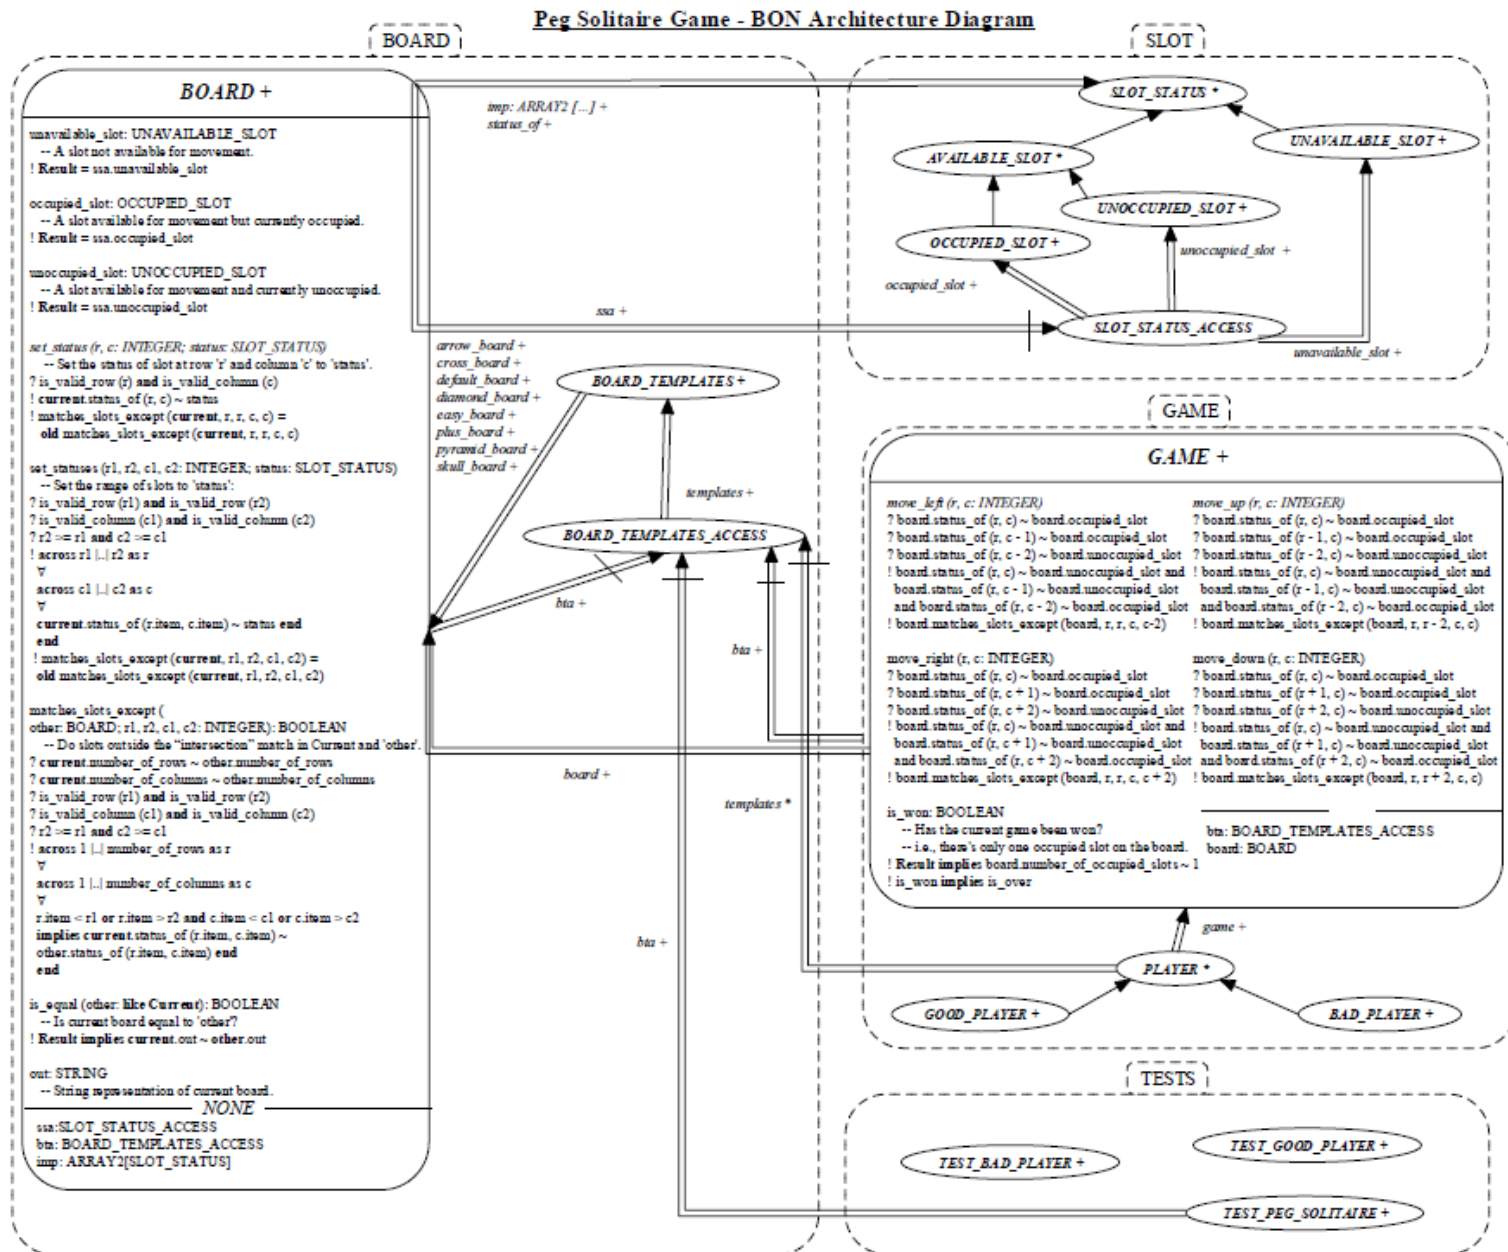 Peg Solitaire Game - BON Architecture Diagram
BOARD
BOARD +
unavailable_slot: UNAVAILABLE_SLOT
-- A slot not available for movement.
! Result = ssa.unavailable_slot
occupied_slot: OCCUPIED_SLOT
-- A slot available for movement but currently occupied.
! Result = ssa.occupied_slot
unoccupied_slot: UNOCCUPIED_SLOT
-- A slot available for movement and currently unoccupied.
! Result = ssa.unoccupied_slot
set_status (r, c: INTEGER; status: SLOT_STATUS)
-- Set the status of slot at row 'r' and column 'c' to 'status'.
? is_valid_row (r) and is_valid_column (c)
! current.status_of (r, c) ~ status
! matches_slots_except (current, r, r, c, c) =
old matches_slots_except (current, r, r, c, c)
set_statuses (r1, r2, c1, c2: INTEGER; status: SLOT_STATUS)
-- Set the range of slots to 'status':
? is_valid_row (r1) and is_valid_row (r2)
? is_valid_column (c1) and is_valid_column (c2)
? r2 >= r1 and c2 >= c1
! across r1 |..| r2 as r
∀
across c1 |..| c2 as c
∀
current.status_of (r.item, c.item) ~ status end
end
! matches_slots_except (current, r1, r2, c1, c2) =
old matches_slots_except (current, r1, r2, c1, c2)
matches_slots_except (
other: BOARD; r1, r2, c1, c2: INTEGER): BOOLEAN
-- Do slots outside the "intersection" match in Current and 'other'.
? current.number_of_rows ~ other.number_of_rows
? current.number_of_columns ~ other.number_of_columns
? is_valid_row (r1) and is_valid_row (r2)
? is_valid_column (c1) and is_valid_column (c2)
? r2 >= r1 and c2 >= c1
! across 1 |..| number_of_rows as r
∀
across 1 |..| number_of_columns as c
∀
r.item < r1 or r.item > r2 and c.item < c1 or c.item > c2
implies current.status_of (r.item, c.item) ~
other.status_of (r.item, c.item) end
end
is_equal (other: like Current): BOOLEAN
-- Is current board equal to 'other'?
! Result implies current.out ~ other.out
out: STRING
-- String representation of current board.
NONE
ssa:SLOT_STATUS_ACCESS
bta: BOARD_TEMPLATES_ACCESS
imp: ARRAY2[SLOT_STATUS]
imp: ARRAY2 [...] +
status_of +
ssa +
arrow_board +
cross_board +
default_board +
diamond_board +
easy_board +
plus_board +
pyramid_board +
skull_board +
BOARD_TEMPLATES +
templates +
BOARD_TEMPLATES_ACCESS
bta +
bta +
board +
templates *
bta +
SLOT
SLOT_STATUS *
AVAILABLE_SLOT *
UNAVAILABLE_SLOT +
UNOCCUPIED_SLOT +
OCCUPIED_SLOT +
unoccupied_slot +
occupied_slot +
SLOT_STATUS_ACCESS
unavailable_slot +
GAME
GAME +
move_left (r, c: INTEGER)
? board.status_of (r, c) ~ board.occupied_slot
? board.status_of (r, c - 1) ~ board.occupied_slot
? board.status_of (r, c - 2) ~ board.unoccupied_slot
! board.status_of (r, c) ~ board.unoccupied_slot and
board.status_of (r, c - 1) ~ board.unoccupied_slot
and board.status_of (r, c - 2) ~ board.occupied_slot
! board.matches_slots_except (board, r, r, c, c-2)
move_up (r, c: INTEGER)
? board.status_of (r, c) ~ board.occupied_slot
? board.status_of (r - 1, c) ~ board.occupied_slot
? board.status_of (r - 2, c) ~ board.unoccupied_slot
! board.status_of (r, c) ~ board.unoccupied_slot and
board.status_of (r - 1, c) ~ board.unoccupied_slot
and board.status_of (r - 2, c) ~ board.occupied_slot
! board.matches_slots_except (board, r, r - 2, c, c)
move_right (r, c: INTEGER)
? board.status_of (r, c) ~ board.occupied_slot
? board.status_of (r, c + 1) ~ board.occupied_slot
? board.status_of (r, c + 2) ~ board.unoccupied_slot
! board.status_of (r, c) ~ board.unoccupied_slot and
board.status_of (r, c + 1) ~ board.unoccupied_slot
and board.status_of (r, c + 2) ~ board.occupied_slot
! board.matches_slots_except (board, r, r, c, c + 2)
move_down (r, c: INTEGER)
? board.status_of (r, c) ~ board.occupied_slot
? board.status_of (r + 1, c) ~ board.occupied_slot
? board.status_of (r + 2, c) ~ board.unoccupied_slot
! board.status_of (r, c) ~ board.unoccupied_slot and
board.status_of (r + 1, c) ~ board.unoccupied_slot
and board.status_of (r + 2, c) ~ board.occupied_slot
! board.matches_slots_except (board, r, r + 2, c, c)
is_won: BOOLEAN
-- Has the current game been won?
-- i.e., there's only one occupied slot on the board.
! Result implies board.number_of_occupied_slots ~ 1
! is_won implies is_over
bta: BOARD_TEMPLATES_ACCESS
board: BOARD
game +
PLAYER *
GOOD_PLAYER +
BAD_PLAYER +
TESTS
TEST_GOOD_PLAYER +
TEST_BAD_PLAYER +
TEST_PEG_SOLITAIRE +